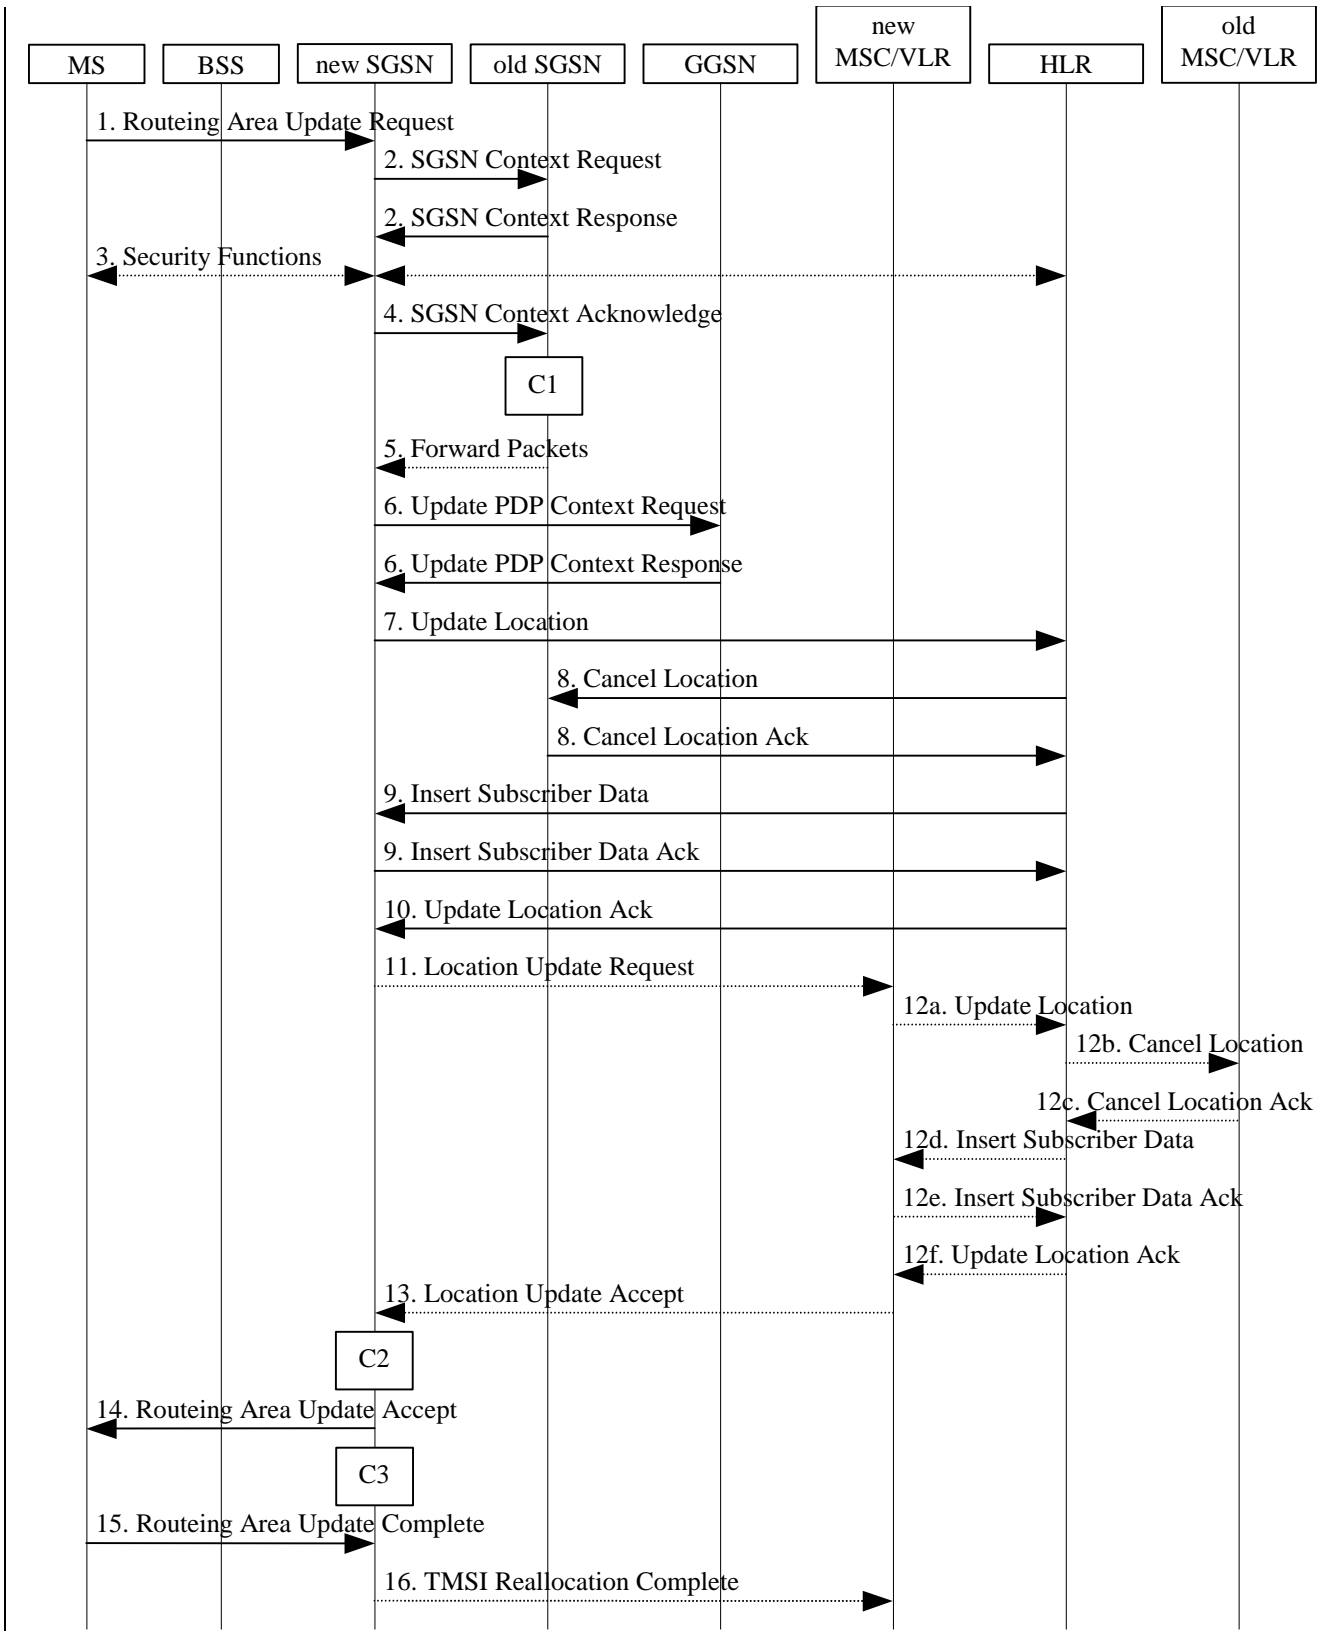 new
MSC/VLR
old
MSC/VLR
MS
BSS
new SGSN
old SGSN
GGSN
HLR
1. Routeing Area Update Request
2. SGSN Context Request
2. SGSN Context Response
3. Security Functions
4. SGSN Context Acknowledge
C1
5. Forward Packets
6. Update PDP Context Request
6. Update PDP Context Response
7. Update Location
8. Cancel Location
8. Cancel Location Ack
9. Insert Subscriber Data
9. Insert Subscriber Data Ack
10. Update Location Ack
11. Location Update Request
12a. Update Location
12b. Cancel Location
12c. Cancel Location Ack
12d. Insert Subscriber Data
12e. Insert Subscriber Data Ack
12f. Update Location Ack
13. Location Update Accept
C2
14. Routeing Area Update Accept
C3
15. Routeing Area Update Complete
16. TMSI Reallocation Complete